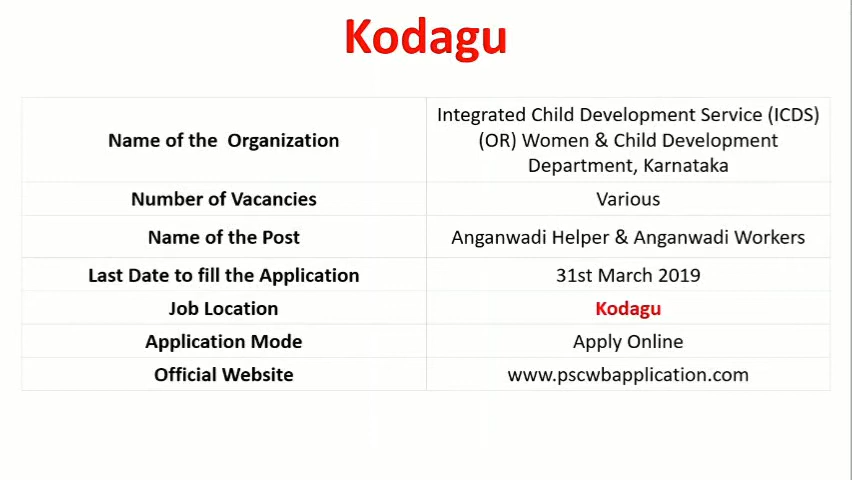 Kodagu
Name of the Organization
Integrated Child Development Service (ICDS)
(OR) Women & Child Development
Department, Karnataka
Number of Vacancies
Various
Name of the Post
Anganwadi Helper & Anganwadi Workers
Last Date to fill the Application
31st March 2019
Job Location
Kodagu
Application Mode
Apply Online
Official Website
www.pscwbapplication.com